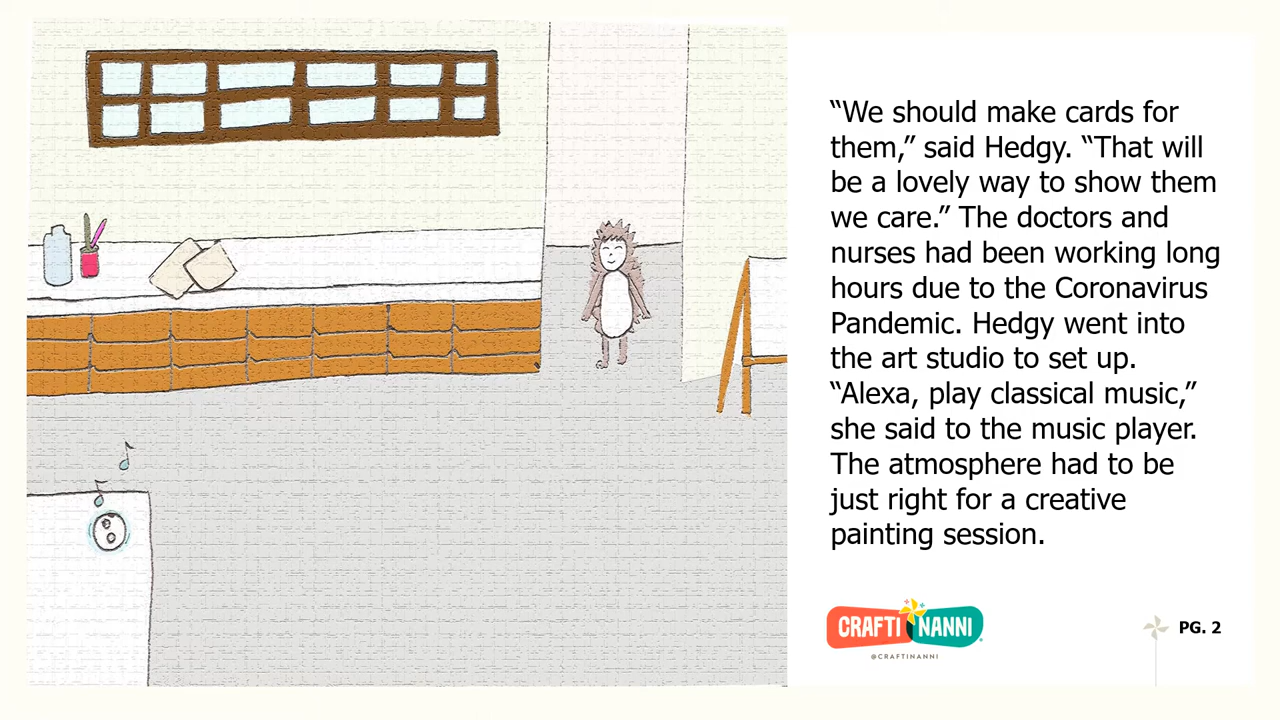 “We should make cards for
them,” said Hedgy. “That will
be a lovely way to show them
we care.” The doctors and
nurses had been working long
hours due to the Coronavirus
Pandemic. Hedgy went into
the art studio to set up.
“Alexa, play classical music,”
she said to the music player.
The atmosphere had to be
just right for a creative
painting session.
CRAFTI NANNI
@CRAFTINANNI
PG. 2